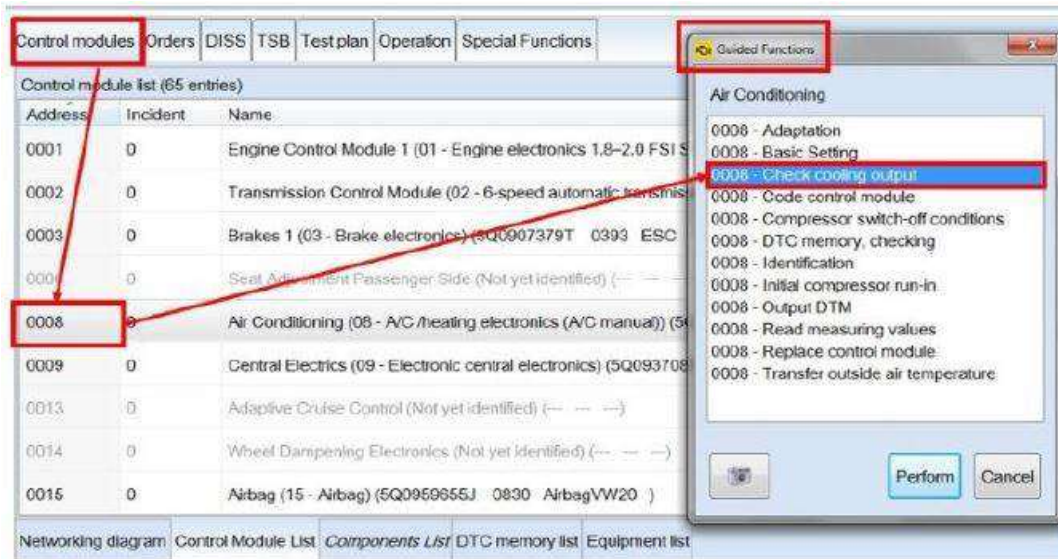 Control modules Orders DISS TSB Test plan Operation Special Functions
Control module list (65 entries)
Address Incident Name
0001 0 Engine Control Module 1 (01 - Engine electronics 1.8-2.0 FSI S
0002 0 Transmission Control Module (02 - 6-speed automatic transmiss
0003 0 Brakes 1 (03 - Brake electronics) (5Q0907379T 0393 ESC
0 Seat Adjustment Passenger Side (Not yet identified) (--- --- 
0008 0 Air Conditioning (08 - A/C /heating electronics (A/C manual)) (5Q
0009 0 Central Electrics (09 - Electronic central electronics) (5Q093708
0013 0 Adaptive Cruise Control (Not yet identified) (--- --- ---)
0014 0 Wheel Dampening Electronics (Not yet identified) (--- --- ---)
0015 0 Airbag (15 - Airbag) (5Q0959655J 0830 AirbagVW20 )
Networking diagram Control Module List Components List DTC memory list Equipment list
Guided Functions
Air Conditioning
0008 - Adaptation
0008 - Basic Setting
0008 - Check cooling output
0008 - Code control module
0008 - Compressor switch-off conditions
0008 - DTC memory, checking
0008 - Identification
0008 - Initial compressor run-in
0008 - Output DTM
0008 - Read measuring values
0008 - Replace control module
0008 - Transfer outside air temperature
Perform Cancel